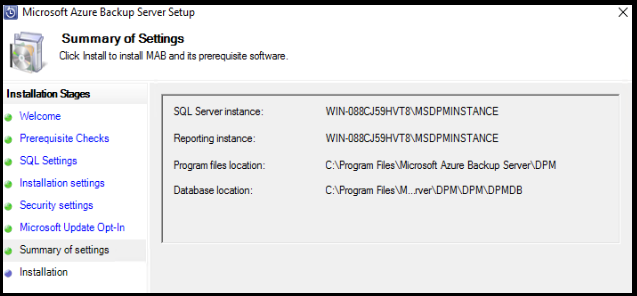 Microsoft Azure Backup Server Setup
Summary of Settings
Click Install to install MAB and its prerequisite software.
Installation Stages
Welcome
Prerequisite Checks
SQL Settings
Installation settings
Security settings
Microsoft Update Opt-In
Summary of settings
Installation
SQL Server instance: WIN-088CJ59HVT8\MSDPMINSTANCE
Reporting instance: WIN-088CJ59HVT8\MSDPMINSTANCE
Program files location: C:\Program Files\Microsoft Azure Backup Server\DPM
Database location: C:\Program Files\M...rver\DPM\DPM\DPMDB